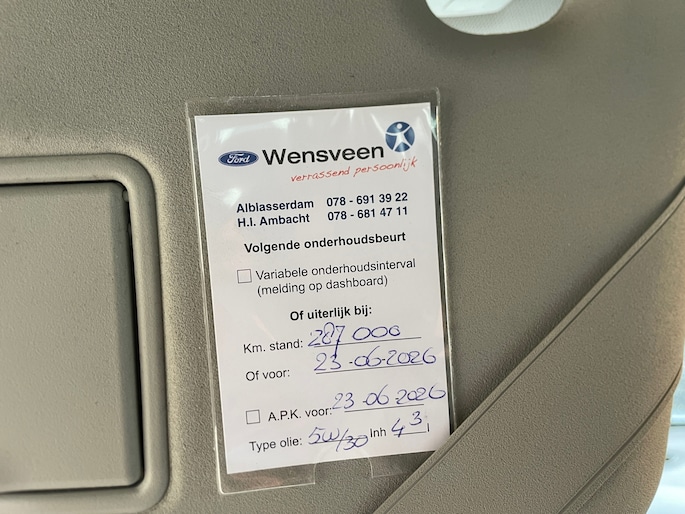 Ford Wensveen
verrassend persoonlijk
Alblasserdam 078 - 691 39 22
H.I. Ambacht 078 - 681 47 11
Volgende onderhoudsbeurt
Variabele onderhoudsinterval
(melding op dashboard)
Of uiterlijk bij:
Km. stand: 287 000
Of voor: 23-06-2026
A.P.K. voor: 23-06-2026
Type olie: 5W/30 Inh 4 3 l